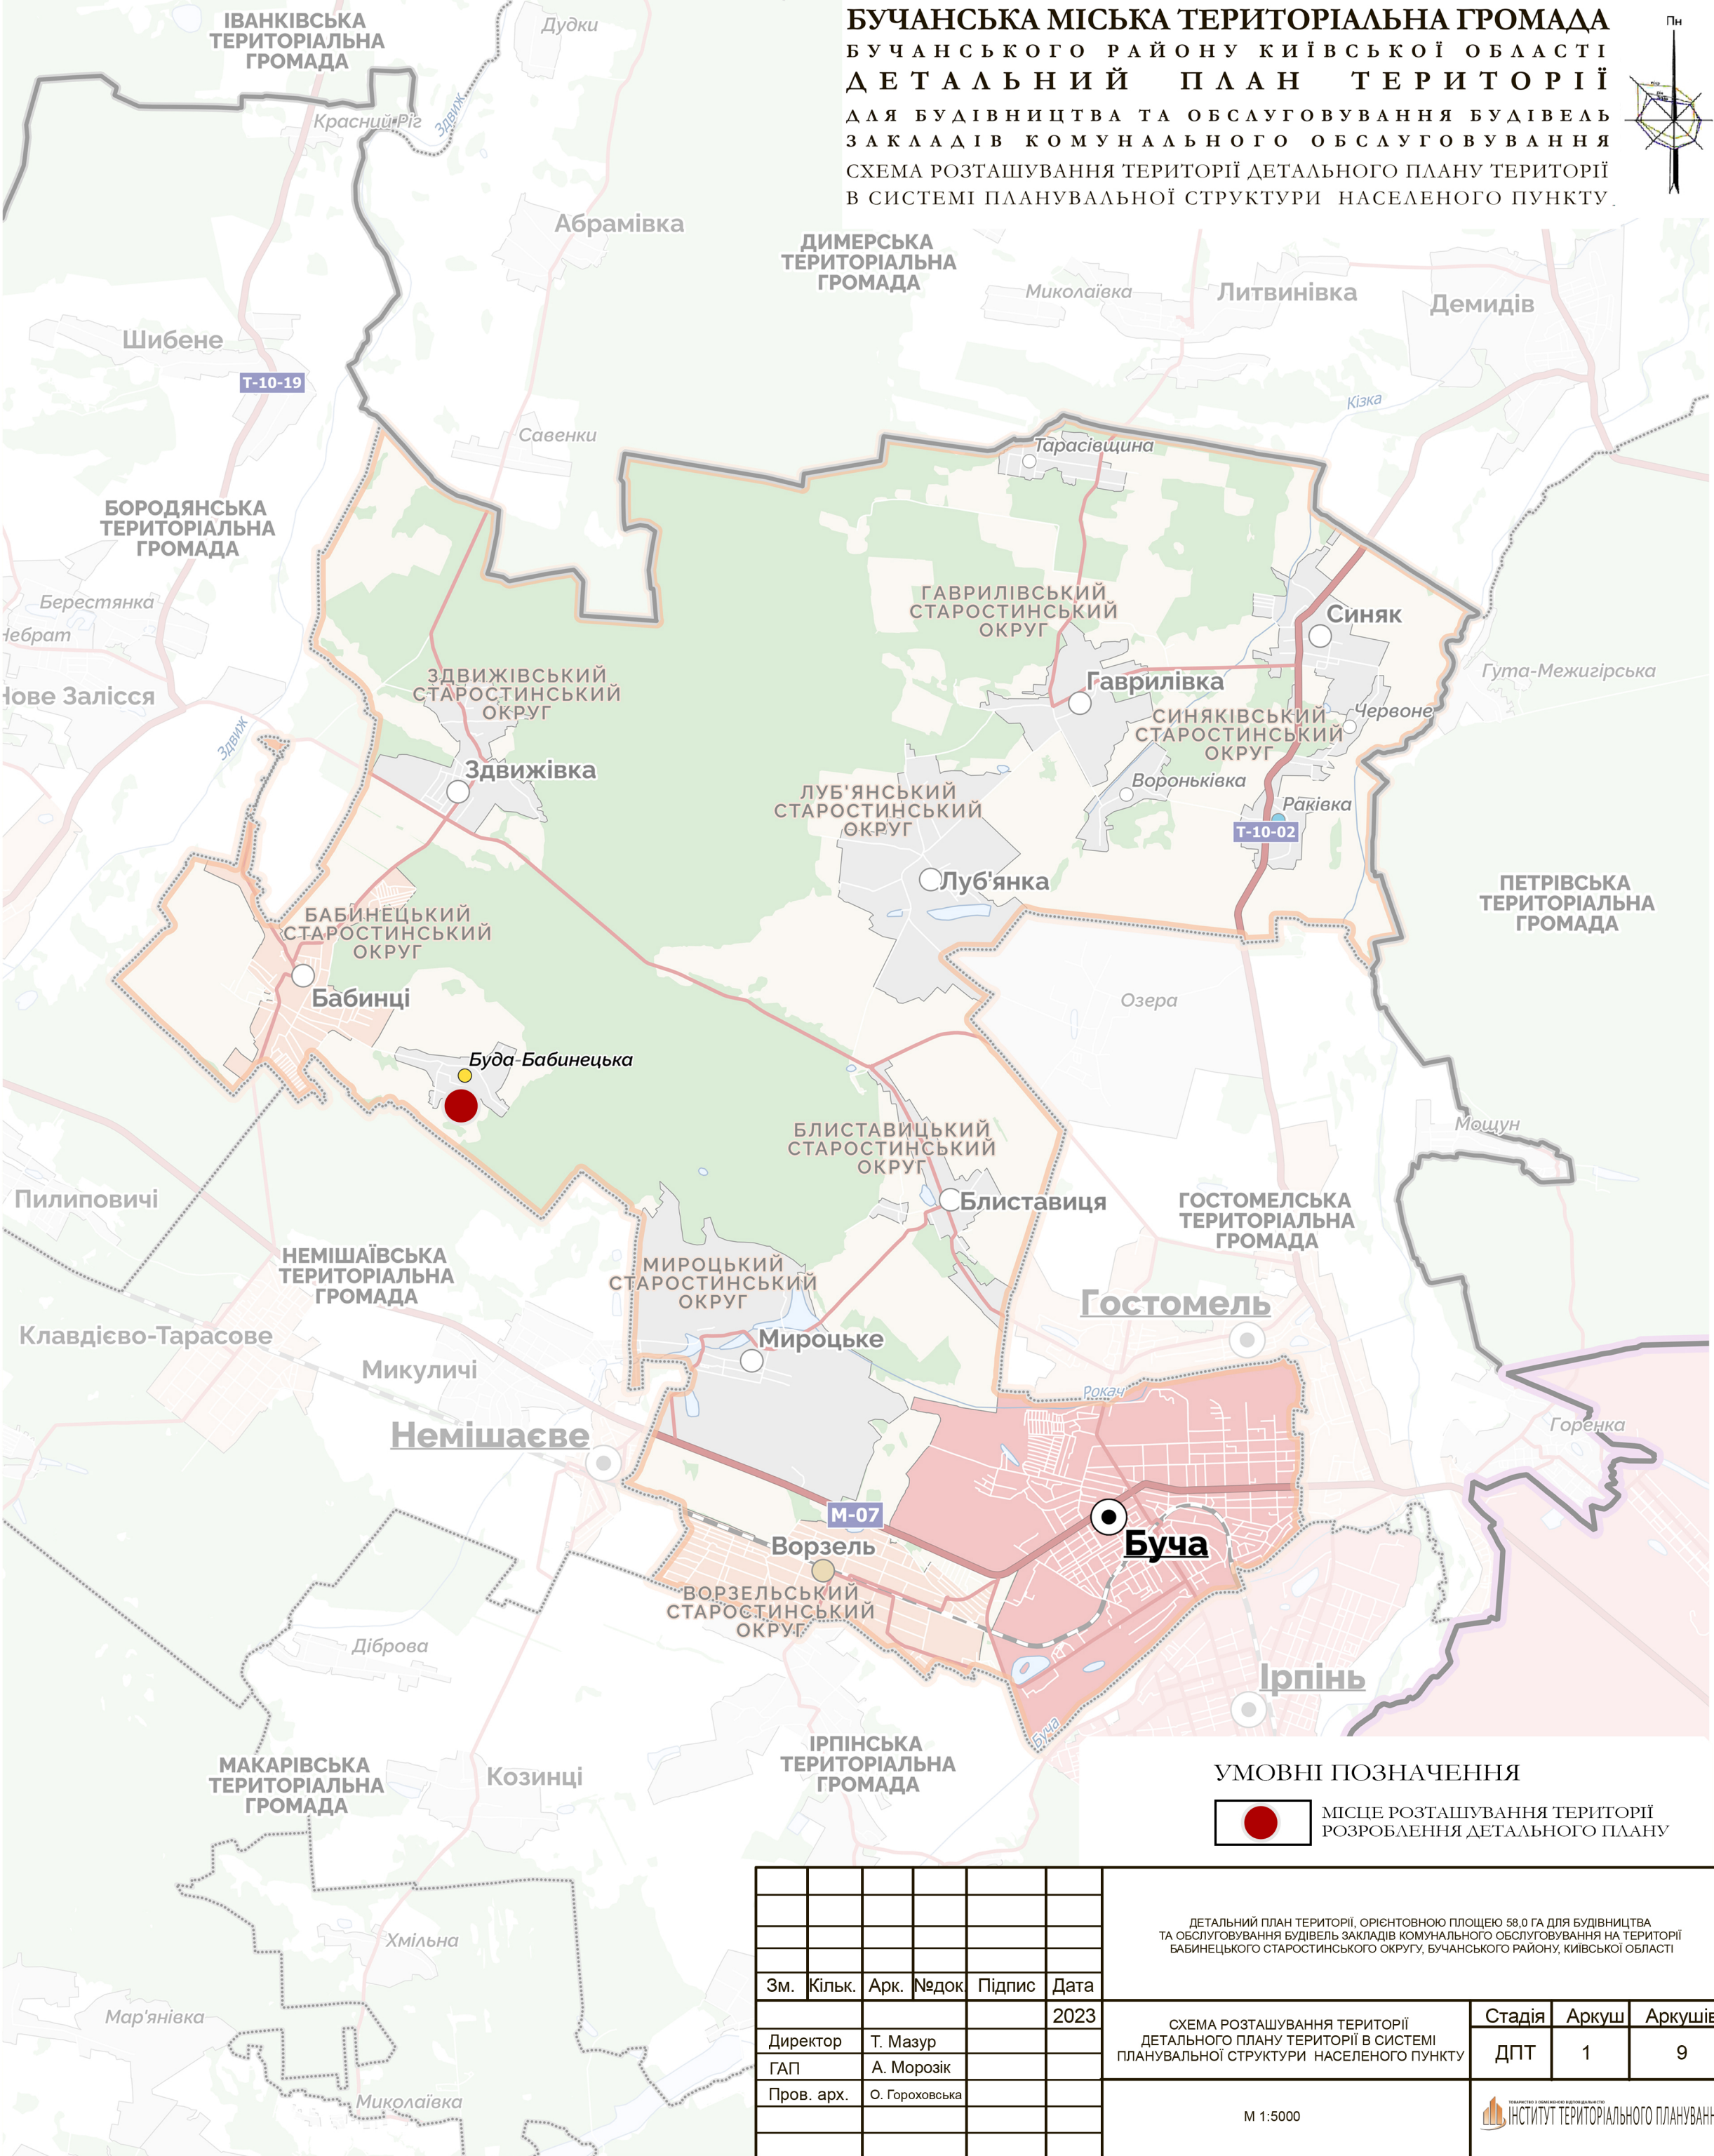 БУЧАНСЬКА МІСЬКА ТЕРИТОРІАЛЬНА ГРОМАДА
БУЧАНСЬКОГО РАЙОНУ КИЇВСЬКОЇ ОБЛАСТІ
ДЕТАЛЬНИЙ ПЛАН ТЕРИТОРІЇ
ДЛЯ БУДІВНИЦТВА ТА ОБСЛУГОВУВАННЯ БУДІВЕЛЬ
ЗАКЛАДІВ КОМУНАЛЬНОГО ОБСЛУГОВУВАННЯ
СХЕМА РОЗТАШУВАННЯ ТЕРИТОРІЇ ДЕТАЛЬНОГО ПЛАНУ ТЕРИТОРІЇ
В СИСТЕМІ ПЛАНУВАЛЬНОЇ СТРУКТУРИ НАСЕЛЕНОГО ПУНКТУ
Пн
ІВАНКІВСЬКА
ТЕРИТОРІАЛЬНА
ГРОМАДА
Дудки
Красний Ріг
Здвиж
Абрамівка
ДИМЕРСЬКА
ТЕРИТОРІАЛЬНА
ГРОМАДА
Миколаївка
Литвинівка
Демидів
Шибене
Т-10-19
Кізка
Савенки
Тарасівщина
БОРОДЯНСЬКА
ТЕРИТОРІАЛЬНА
ГРОМАДА
Берестянка
Небрат
Нове Залісся
Здвиж
ГАВРИЛІВСЬКИЙ
СТАРОСТИНСЬКИЙ
ОКРУГ
Синяк
Гута-Межигірська
ЗДВИЖІВСЬКИЙ
СТАРОСТИНСЬКИЙ
ОКРУГ
Гаврилівка
СИНЯКІВСЬКИЙ
СТАРОСТИНСЬКИЙ
ОКРУГ
Червоне
Здвижівка
Вороньківка
Раківка
Т-10-02
ЛУБ'ЯНСЬКИЙ
СТАРОСТИНСЬКИЙ
ОКРУГ
Луб'янка
ПЕТРІВСЬКА
ТЕРИТОРІАЛЬНА
ГРОМАДА
БАБИНЕЦЬКИЙ
СТАРОСТИНСЬКИЙ
ОКРУГ
Бабинці
Озера
Буда-Бабинецька
БЛИСТАВИЦЬКИЙ
СТАРОСТИНСЬКИЙ
ОКРУГ
Мощун
Пилиповичі
Блиставиця
ГОСТОМЕЛСЬКА
ТЕРИТОРІАЛЬНА
ГРОМАДА
НЕМІШАЇВСЬКА
ТЕРИТОРІАЛЬНА
ГРОМАДА
МИРОЦЬКИЙ
СТАРОСТИНСЬКИЙ
ОКРУГ
Гостомель
Клавдієво-Тарасове
Мироцьке
Микуличі
Рокач
Немішаєве
Горенка
М-07
Ворзель
Буча
ВОРЗЕЛЬСЬКИЙ
СТАРОСТИНСЬКИЙ
ОКРУГ
Діброва
Ірпінь
Буча
ІРПІНСЬКА
ТЕРИТОРІАЛЬНА
ГРОМАДА
МАКАРІВСЬКА
ТЕРИТОРІАЛЬНА
ГРОМАДА
Козинці
Хмільна
Мар'янівка
Миколаївка
УМОВНІ ПОЗНАЧЕННЯ
МІСЦЕ РОЗТАШУВАННЯ ТЕРИТОРІЇ
РОЗРОБЛЕННЯ ДЕТАЛЬНОГО ПЛАНУ
ДЕТАЛЬНИЙ ПЛАН ТЕРИТОРІЇ, ОРІЄНТОВНОЮ ПЛОЩЕЮ 58,0 ГА ДЛЯ БУДІВНИЦТВА
ТА ОБСЛУГОВУВАННЯ БУДІВЕЛЬ ЗАКЛАДІВ КОМУНАЛЬНОГО ОБСЛУГОВУВАННЯ НА ТЕРИТОРІЇ
БАБИНЕЦЬКОГО СТАРОСТИНСЬКОГО ОКРУГУ, БУЧАНСЬКОГО РАЙОНУ, КИЇВСЬКОЇ ОБЛАСТІ
Зм. Кільк. Арк. №док. Підпис Дата
2023
Директор Т. Мазур
ГАП А. Морозік
Пров. арх. О. Гороховська
СХЕМА РОЗТАШУВАННЯ ТЕРИТОРІЇ
ДЕТАЛЬНОГО ПЛАНУ ТЕРИТОРІЇ В СИСТЕМІ
ПЛАНУВАЛЬНОЇ СТРУКТУРИ НАСЕЛЕНОГО ПУНКТУ
Стадія Аркуш Аркушів
ДПТ 1 9
М 1:5000
ТОВАРИСТВО З ОБМЕЖЕНОЮ ВІДПОВІДАЛЬНІСТЮ
ІНСТИТУТ ТЕРИТОРІАЛЬНОГО ПЛАНУВАНН